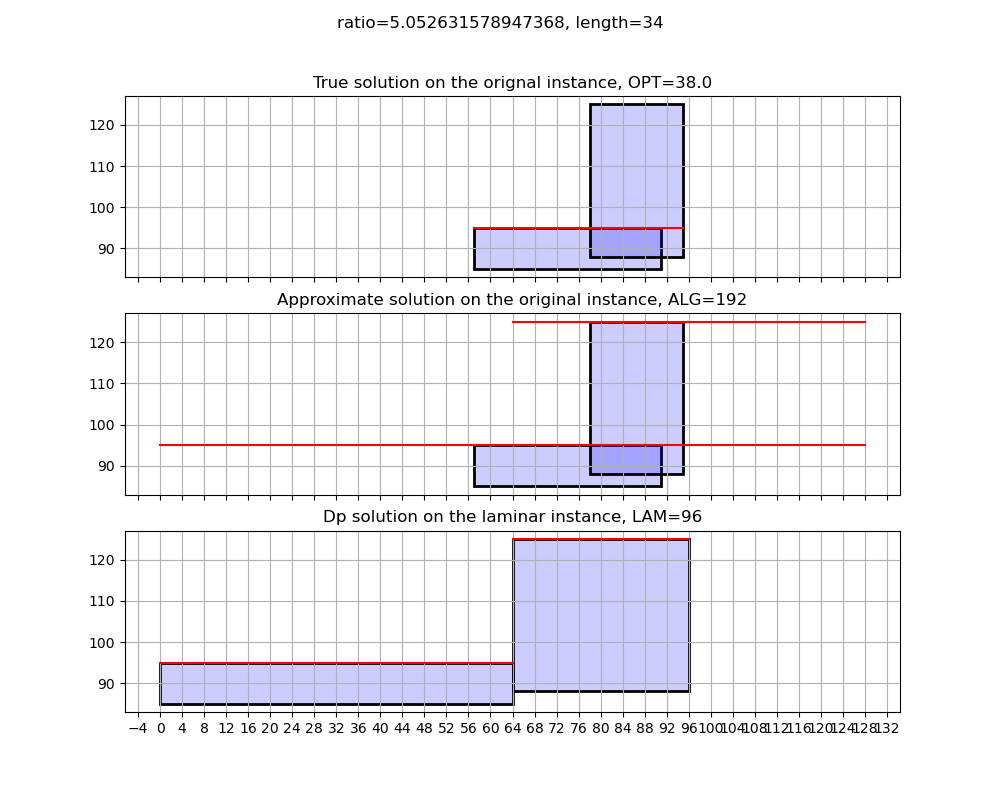 ratio=5.052631578947368, length=34
True solution on the orignal instance, OPT=38.0
120
110
100
90
Approximate solution on the original instance, ALG=192
120
110
100
90
Dp solution on the laminar instance, LAM=96
120
110
100
90
−4 0 4 8 12 16 20 24 28 32 36 40 44 48 52 56 60 64 68 72 76 80 84 88 92 96 100 104 108 112 116 120 124 128 132